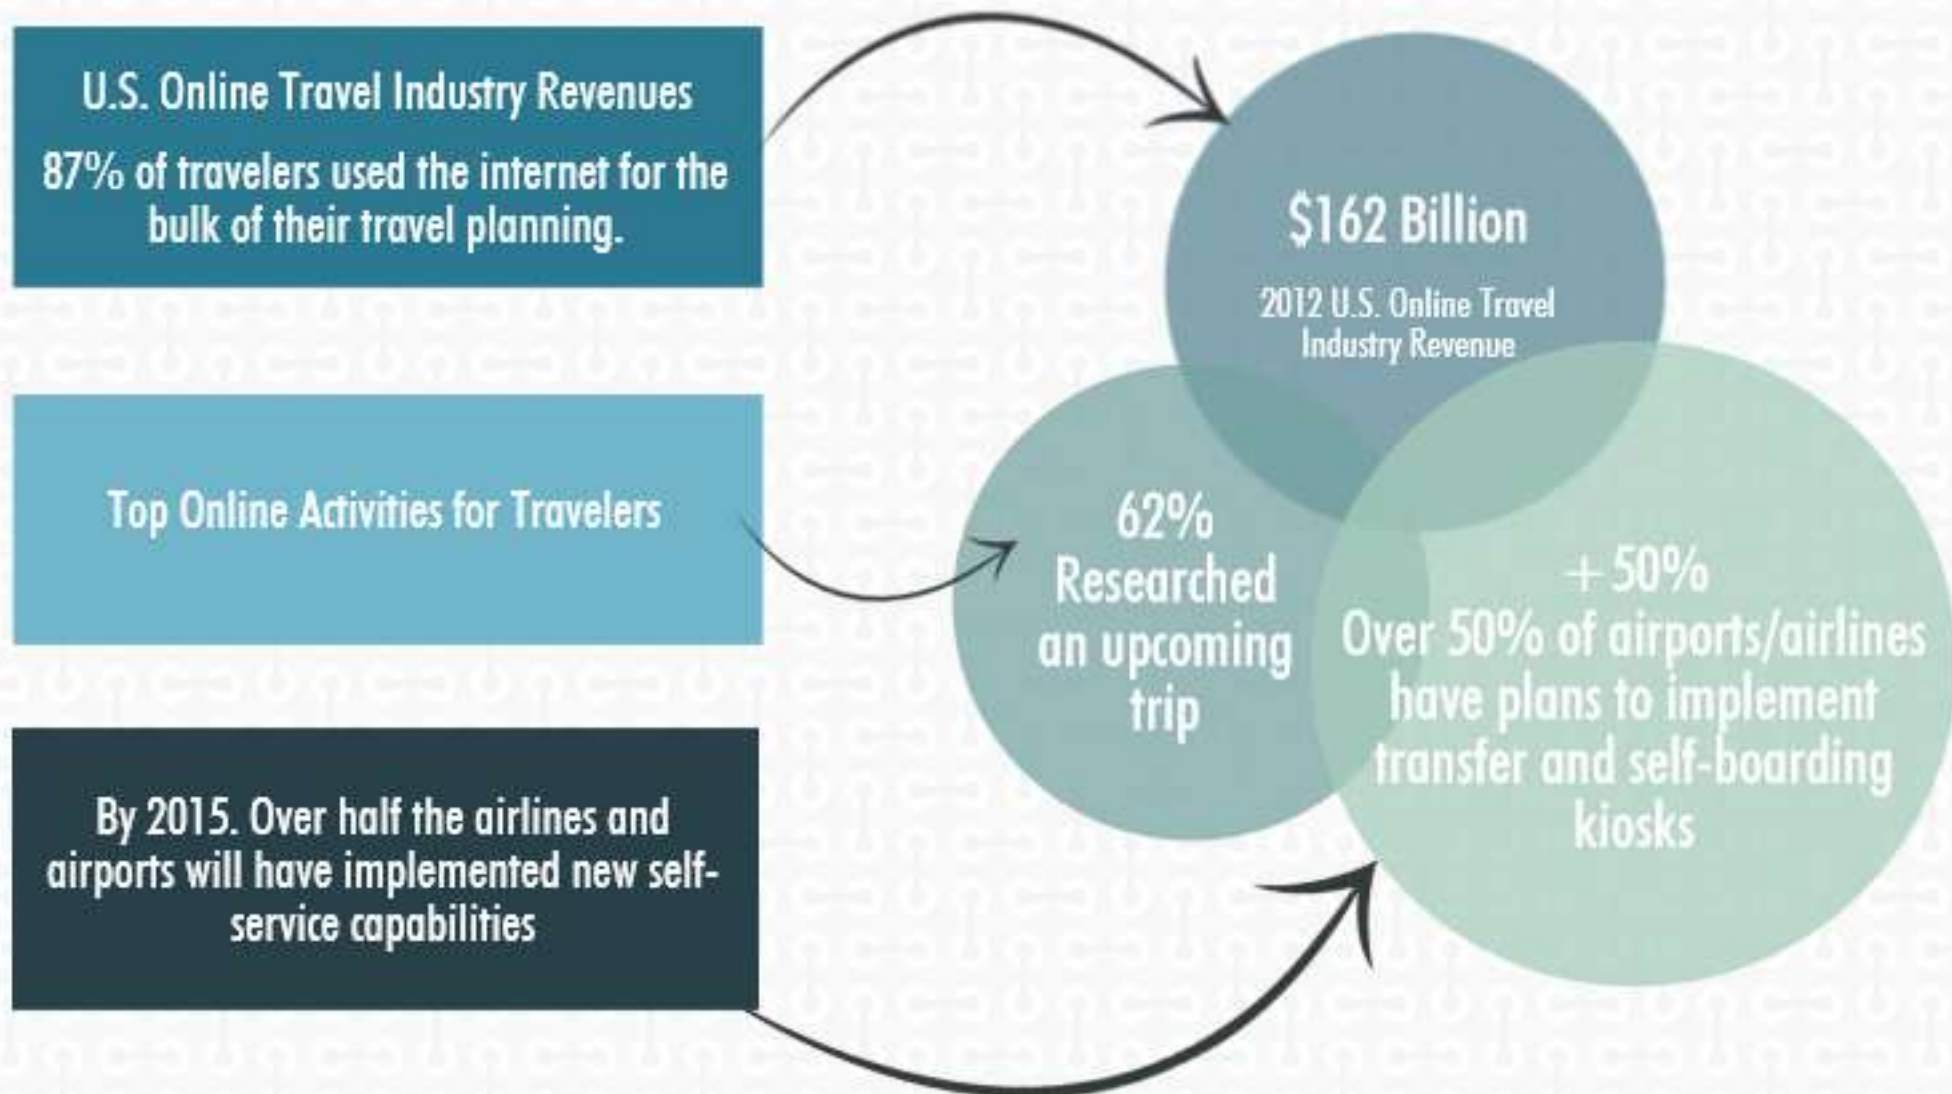 U.S. Online Travel Industry Revenues
87% of travelers used the internet for the
bulk of their travel planning.
$162 Billion
2012 U.S. Online Travel
Industry Revenue
Top Online Activities for Travelers
62%
Researched
an upcoming
trip
By 2015. Over half the airlines and
airports will have implemented new self-
service capabilities
+50%
Over 50% of airports/airlines
have plans to implement
transfer and self-boarding
kiosks